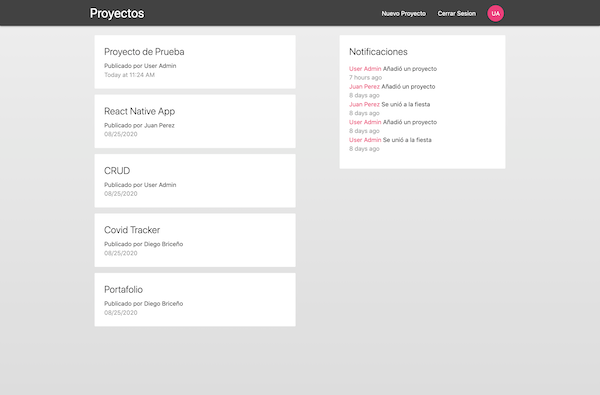 Proyectos
Nuevo Proyecto
Cerrar Sesion
UA
Proyecto de Prueba
Publicado por User Admin
Today at 11:24 AM
React Native App
Publicado por Juan Perez
08/25/2020
CRUD
Publicado por User Admin
08/25/2020
Covid Tracker
Publicado por Diego Briceño
08/25/2020
Portafolio
Publicado por Diego Briceño
08/25/2020
Notificaciones
User Admin Añadió un proyecto
7 hours ago
Juan Perez Añadió un proyecto
8 days ago
Juan Perez Se unió a la fiesta
8 days ago
User Admin Añadió un proyecto
8 days ago
User Admin Se unió a la fiesta
8 days ago